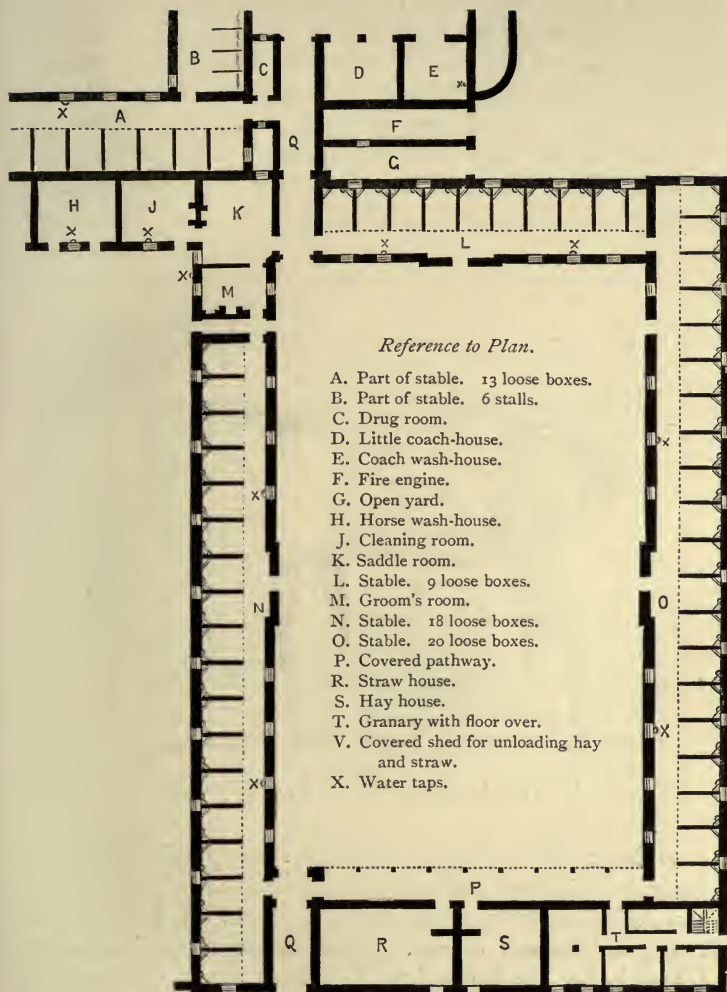 B
C
D
E
X
X
A
F
Q
G
H
J
K
X
X
X
L
X
X
M
Reference to Plan.
A. Part of stable. 13 loose boxes.
B. Part of stable. 6 stalls.
C. Drug room.
D. Little coach-house.
E. Coach wash-house.
F. Fire engine.
G. Open yard.
H. Horse wash-house.
J. Cleaning room.
K. Saddle room.
L. Stable. 9 loose boxes.
M. Groom's room.
N. Stable. 18 loose boxes.
O. Stable. 20 loose boxes.
P. Covered pathway.
R. Straw house.
S. Hay house.
T. Granary with floor over.
V. Covered shed for unloading hay
and straw.
X. Water taps.
X
X
N
O
X
X
P
Q
R
S
T